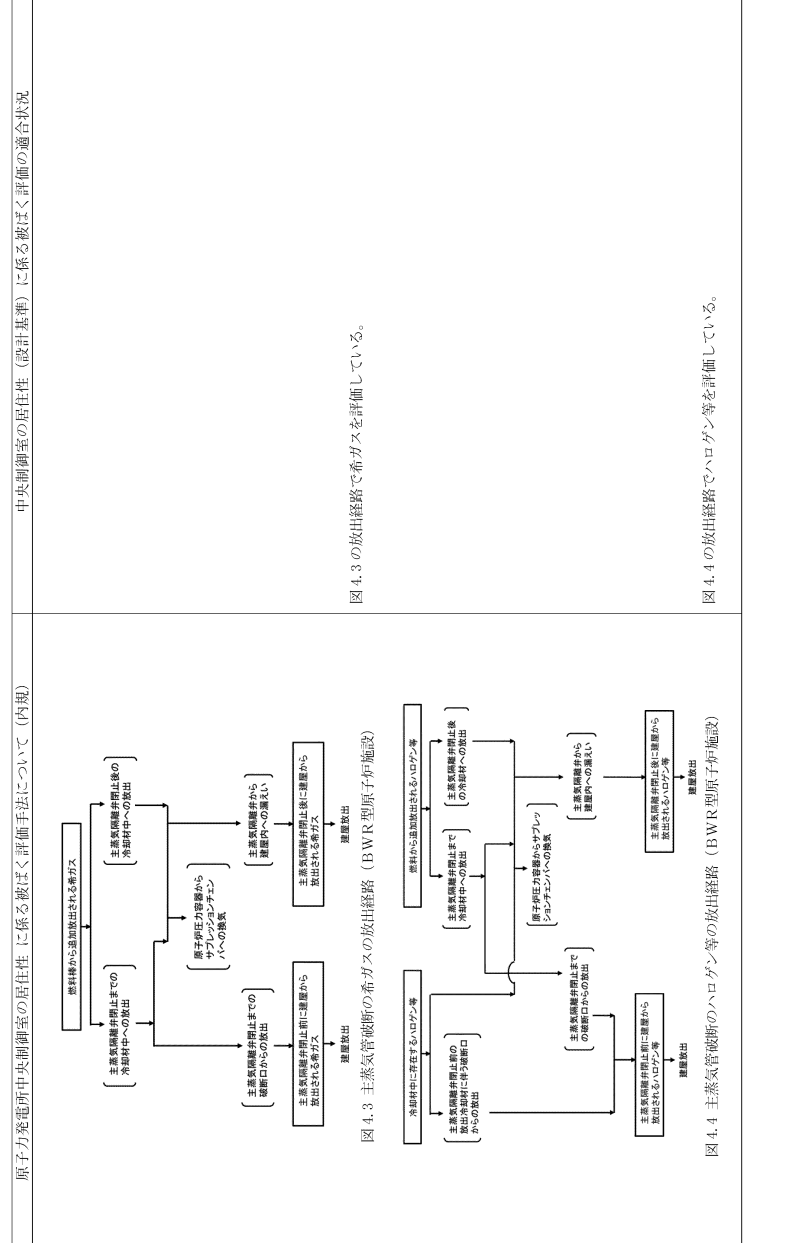 原子力発電所中央制御室の居住性に係る被ばく評価手法について（内規）
中央制御室の居住性（設計基準）に係る被ばく評価の適合状況
燃料棒から追加放出される希ガス
主蒸気隔離弁閉止までの
冷却材中への放出
主蒸気隔離弁閉止後の
冷却材中への放出
原子炉圧力容器から
サプレッションチェン
バへの換気
主蒸気隔離弁閉止までの
破断口からの放出
主蒸気隔離弁から
建屋内への漏えい
主蒸気隔離弁閉止前に建屋から
放出される希ガス
主蒸気隔離弁閉止後に建屋から
放出される希ガス
建屋放出
建屋放出
図4.3 主蒸気管破断の希ガスの放出経路（ＢＷＲ型原子炉施設）
図4.3の放出経路で希ガスを評価している。
冷却材中に存在するハロゲン等
燃料から追加放出されるハロゲン等
主蒸気隔離弁閉止前の
放出冷却材に伴う破断口
からの放出
主蒸気隔離弁閉止まで
冷却材中への放出
主蒸気隔離弁閉止後
の冷却材への放出
原子炉圧力容器からサプレッ
ションチェンバへの換気
主蒸気隔離弁閉止まで
の破断口からの放出
主蒸気隔離弁から
建屋内への漏えい
主蒸気隔離弁閉止前に建屋から
放出されるハロゲン等
主蒸気隔離弁閉止後に建屋から
放出されるハロゲン等
建屋放出
建屋放出
図4.4 主蒸気管破断のハロゲン等の放出経路（ＢＷＲ型原子炉施設）
図4.4の放出経路でハロゲン等を評価している。